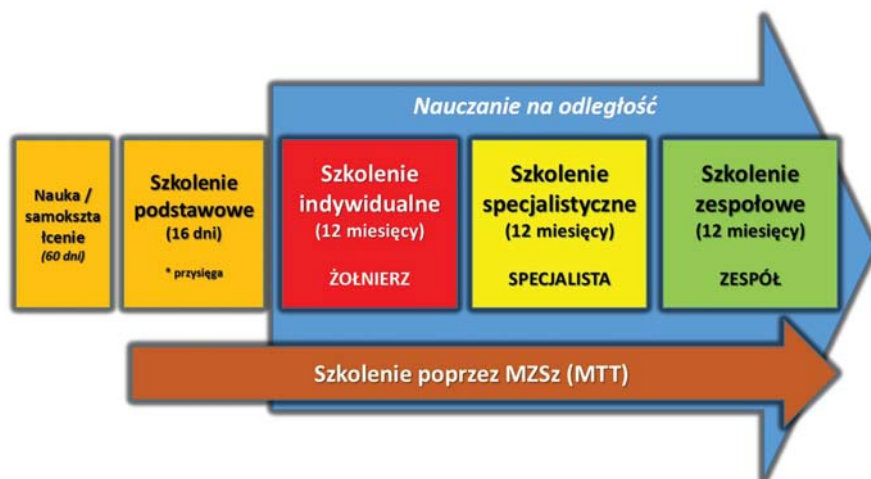 Nauczanie na odległość
Nauka /
samokszta
łcenie
(60 dni)
Szkolenie
podstawowe
(16 dni)
* przysięga
Szkolenie
indywidualne
(12 miesięcy)
ŻOŁNIERZ
Szkolenie
specjalistyczne
(12 miesięcy)
SPECJALISTA
Szkolenie
zespołowe
(12 miesięcy)
ZESPÓŁ
Szkolenie poprzez MZSz (MTT)